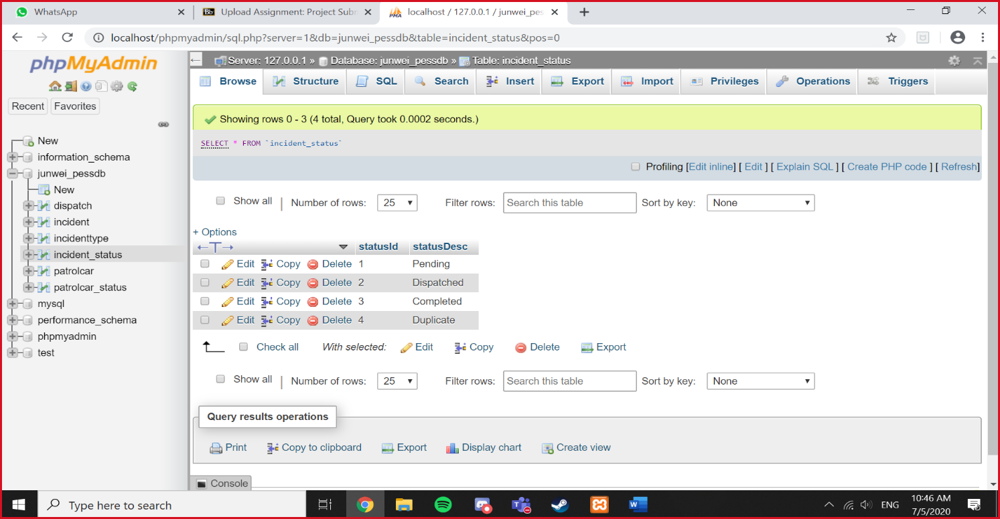 WhatsApp
Bb Upload Assignment: Project Subm
PMA localhost / 127.0.0.1 / junwei_pes
localhost/phpmyadmin/sql.php?server=1&db=junwei_pessdb&table=incident_status&pos=0
phpMyAdmin
Recent Favorites
New
information_schema
junwei_pessdb
New
dispatch
incident
incidenttype
incident_status
patrolcar
patrolcar_status
mysql
performance_schema
phpmyadmin
test
Server: 127.0.0.1 » Database: junwei_pessdb » Table: incident_status
Browse Structure SQL Search Insert Export Import Privileges Operations Triggers
Showing rows 0 - 3 (4 total, Query took 0.0002 seconds.)
SELECT * FROM `incident_status`
Profiling [Edit inline] [ Edit ] [ Explain SQL ] [ Create PHP code ] [ Refresh]
Show all | Number of rows: 25 Filter rows: Search this table Sort by key: None
+ Options
←T→ statusId statusDesc
Edit Copy Delete 1 Pending
Edit Copy Delete 2 Dispatched
Edit Copy Delete 3 Completed
Edit Copy Delete 4 Duplicate
Check all With selected: Edit Copy Delete Export
Show all | Number of rows: 25 Filter rows: Search this table Sort by key: None
Query results operations
Print Copy to clipboard Export Display chart Create view
Console
Type here to search
ENG
10:46 AM
7/5/2020